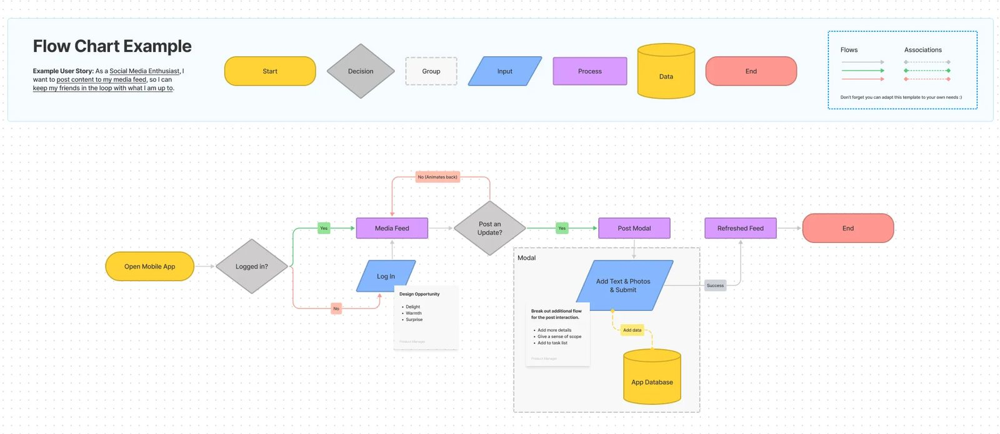 Flow Chart Example
Example User Story: As a Social Media Enthusiast, I
want to post content to my media feed, so I can
keep my friends in the loop with what I am up to.
Start
Decision
Group
Input
Process
Data
End
Flows
Associations
Don't forget you can adapt this template to your own needs :)
No (Animates back)
Yes
Media Feed
Post an
Update?
Yes
Post Modal
Refreshed Feed
End
Open Mobile App
Logged in?
Log In
No
Design Opportunity
• Delight
• Warmth
• Surprise
Product Manager
Modal
Add Text & Photos
& Submit
Success
Break out additional flow
for the post interaction.
• Add more details
• Give a sense of scope
• Add to task list
Product Manager
Add data
App Database